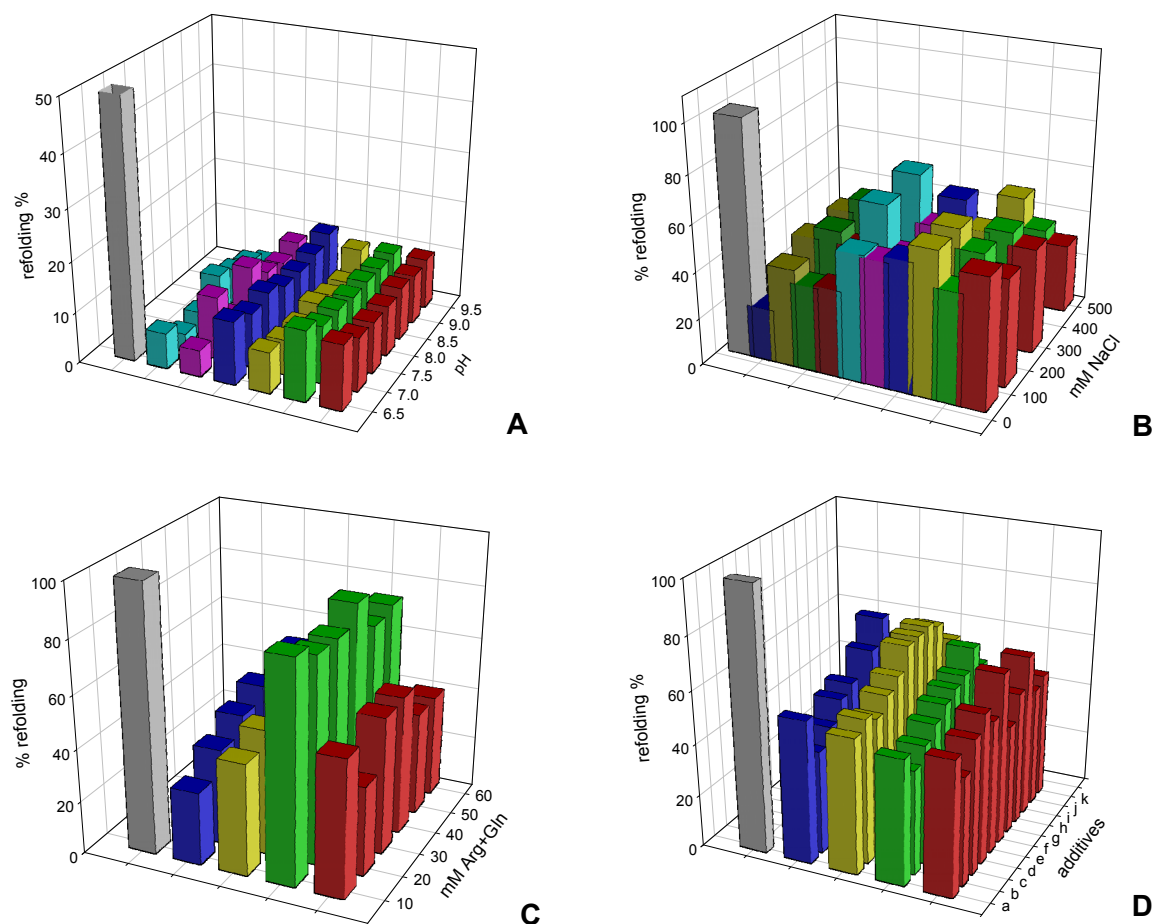 50
40
30
20
10
0
refolding %
9.5
9.0
8.5
8.0
7.5
7.0
6.5
pH
A
100
80
60
40
20
0
% refolding
500
400
300
200
100
0
mM NaCl
B
100
80
60
40
20
0
% refolding
60
50
40
30
20
10
mM Arg+Gln
C
100
80
60
40
20
0
refolding %
k
j
i
h
g
f
e
d
c
b
a
additives
D